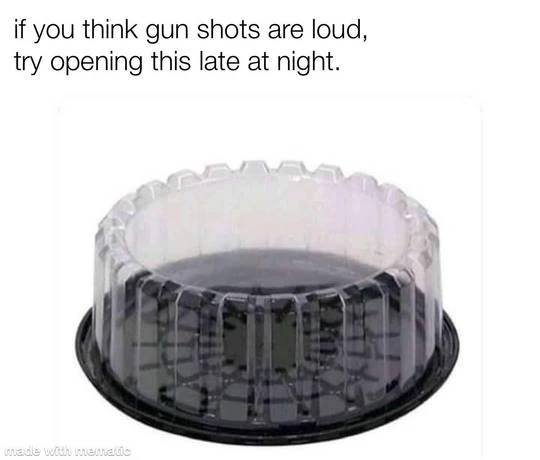 if you think gun shots are loud,
try opening this late at night.
made with mematic